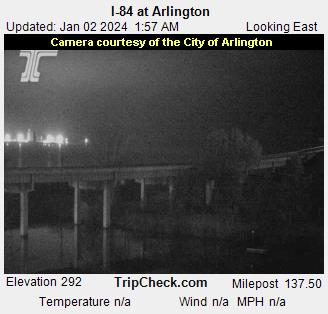 I-84 at Arlington
Updated: Jan 02 2024 1:57 AM Looking East
Camera courtesy of the City of Arlington
Elevation 292 TripCheck.com Milepost 137.50
Temperature n/a Wind n/a MPH n/a